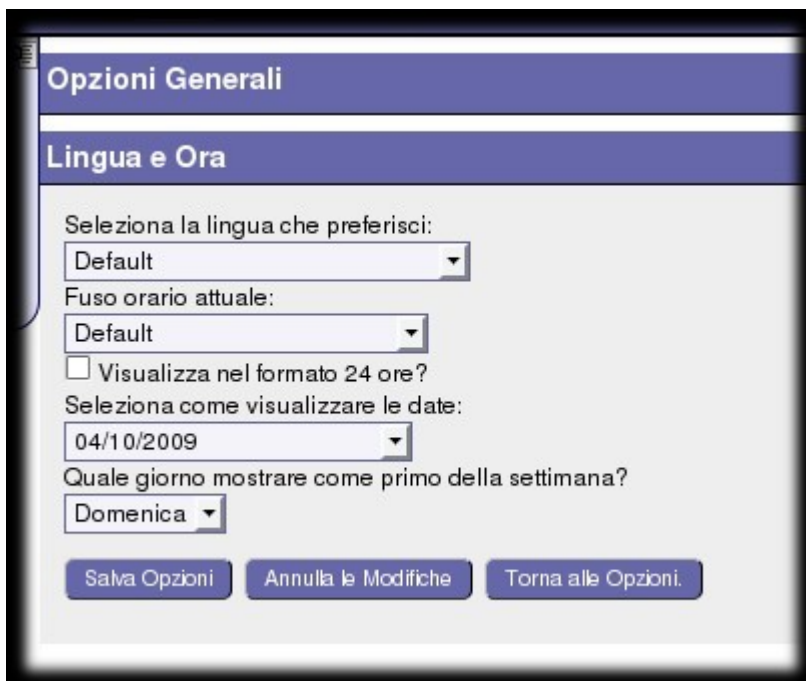 Opzioni Generali
Lingua e Ora
Seleziona la lingua che preferisci:
Default
Fuso orario attuale:
Default
Visualizza nel formato 24 ore?
Seleziona come visualizzare le date:
04/10/2009
Quale giorno mostrare come primo della settimana?
Domenica
Salva Opzioni Annulla le Modifiche Torna alle Opzioni.